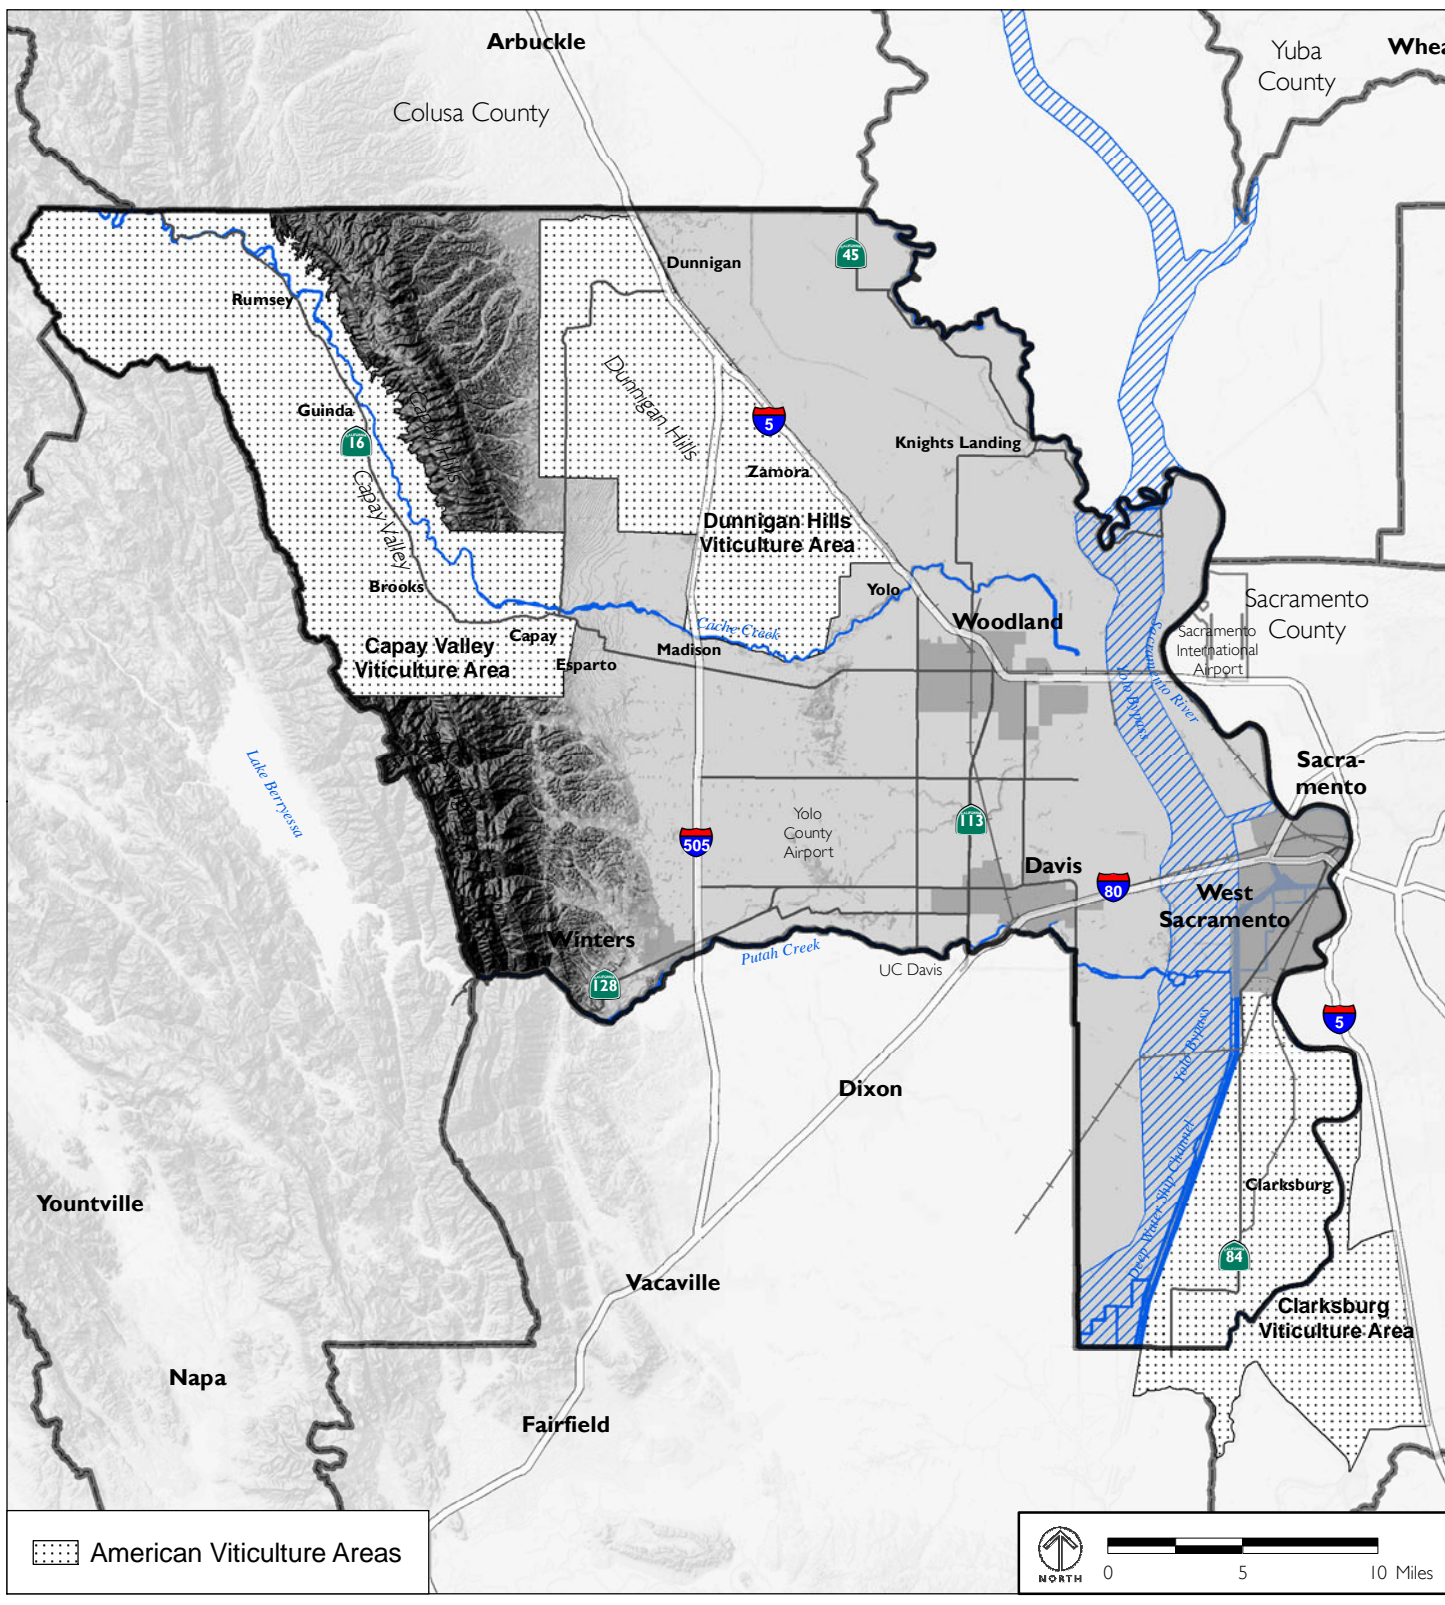 Arbuckle
Yuba
County
Whea
Colusa County
45
Dunnigan
Rumsey
Dunnigan Hills
Guinda
16
Capay Hills
5
Knights Landing
Zamora
Capay Valley
Dunnigan Hills
Viticulture Area
Brooks
Yolo
Sacramento
County
Woodland
Cache Creek
Capay
Capay Valley
Viticulture Area
Madison
Esparto
Sacramento
International
Airport
Sacramento River
Yolo Bypass
Lake Berryessa
Sacra-
mento
Yolo
County
Airport
113
505
Davis
80
West
Sacramento
Winters
Putah Creek
UC Davis
128
5
Yolo Bypass
Dixon
Deep Water Ship Channel
Clarksburg
Yountville
84
Vacaville
Clarksburg
Viticulture Area
Napa
Fairfield
American Viticulture Areas
NORTH
0 5 10 Miles